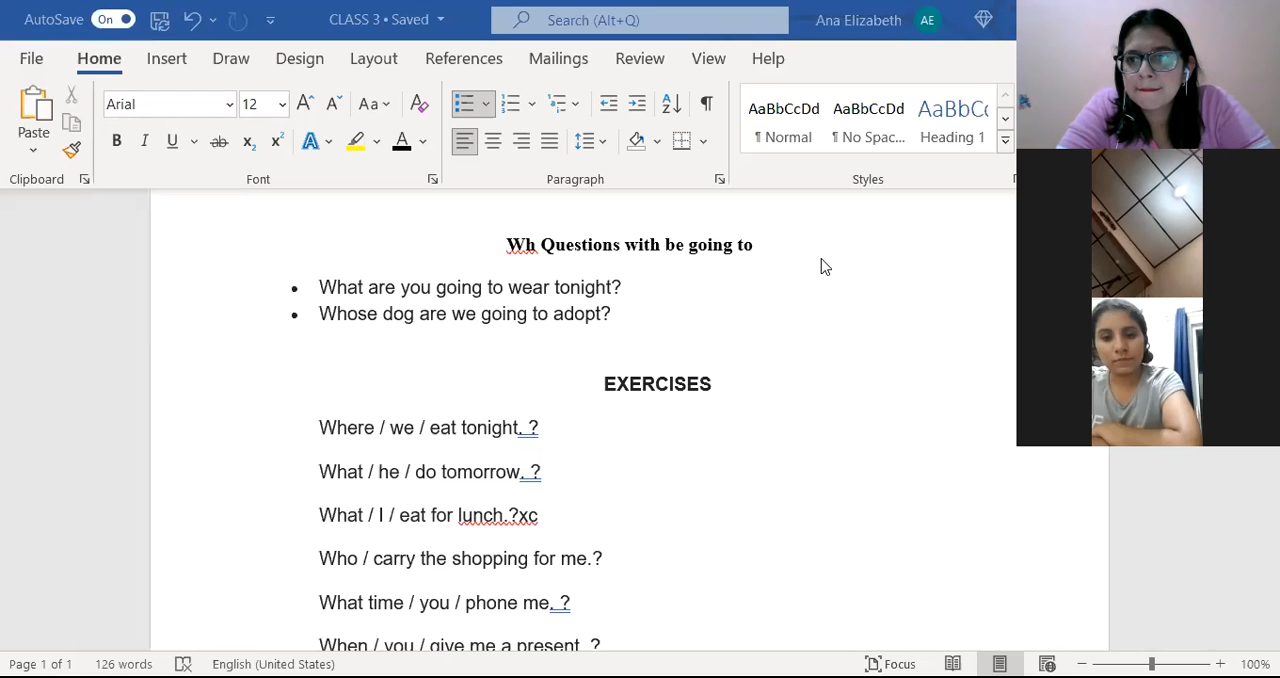 AutoSave On CLASS 3 • Saved Search (Alt+Q) Ana Elizabeth AE
File Home Insert Draw Design Layout References Mailings Review View Help
Arial 12 Aa
Paste
B I U ab x₂ x² A A
AaBbCcDd AaBbCcDd AaBbCc
¶ Normal ¶ No Spac... Heading 1
Clipboard Font Paragraph Styles
Wh Questions with be going to
• What are you going to wear tonight?
• Whose dog are we going to adopt?
EXERCISES
Where / we / eat tonight. ?
What / he / do tomorrow. ?
What / I / eat for lunch.?xc
Who / carry the shopping for me.?
What time / you / phone me. ?
When / you / give me a present. ?
Page 1 of 1 126 words English (United States) Focus 100%